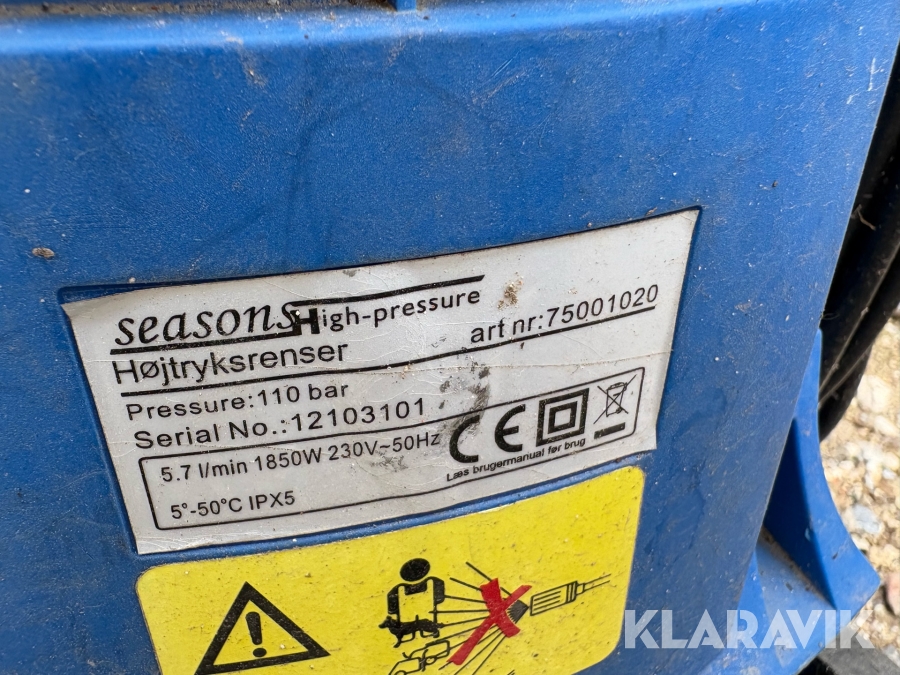 seasons High-pressure
Højtryksrenser art nr:75001020
Pressure:110 bar
Serial No.:12103101
5.7 l/min 1850W 230V~50Hz
5°-50°C IPX5
CE
Læs brugermanual før brug
KLARAVIK